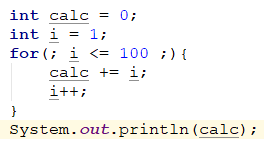 int calc = 0;
int i = 1;
for(; i <= 100 ;){
calc += i;
i++;
}
System.out.println(calc);